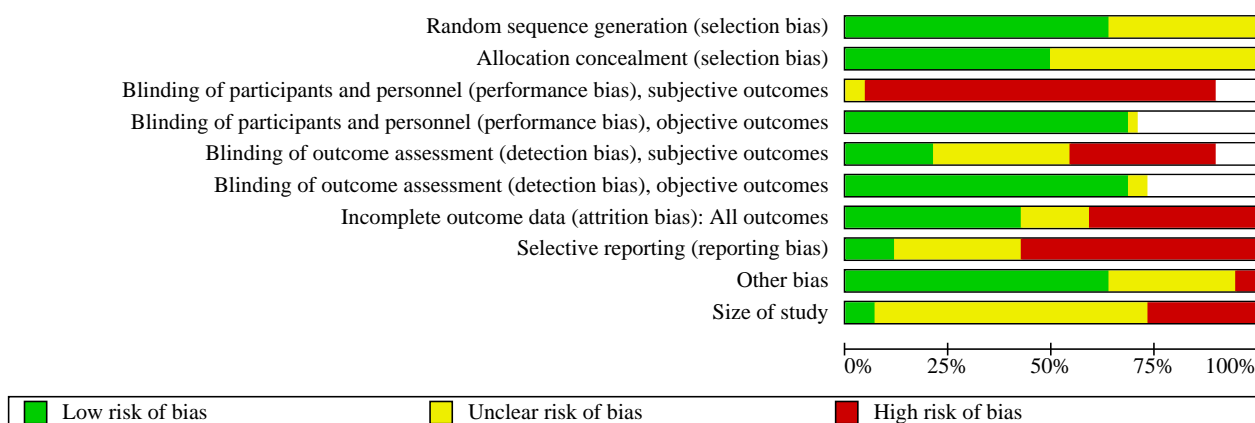 Random sequence generation (selection bias)
Allocation concealment (selection bias)
Blinding of participants and personnel (performance bias), subjective outcomes
Blinding of participants and personnel (performance bias), objective outcomes
Blinding of outcome assessment (detection bias), subjective outcomes
Blinding of outcome assessment (detection bias), objective outcomes
Incomplete outcome data (attrition bias): All outcomes
Selective reporting (reporting bias)
Other bias
Size of study
0% 25% 50% 75% 100%
Low risk of bias Unclear risk of bias High risk of bias